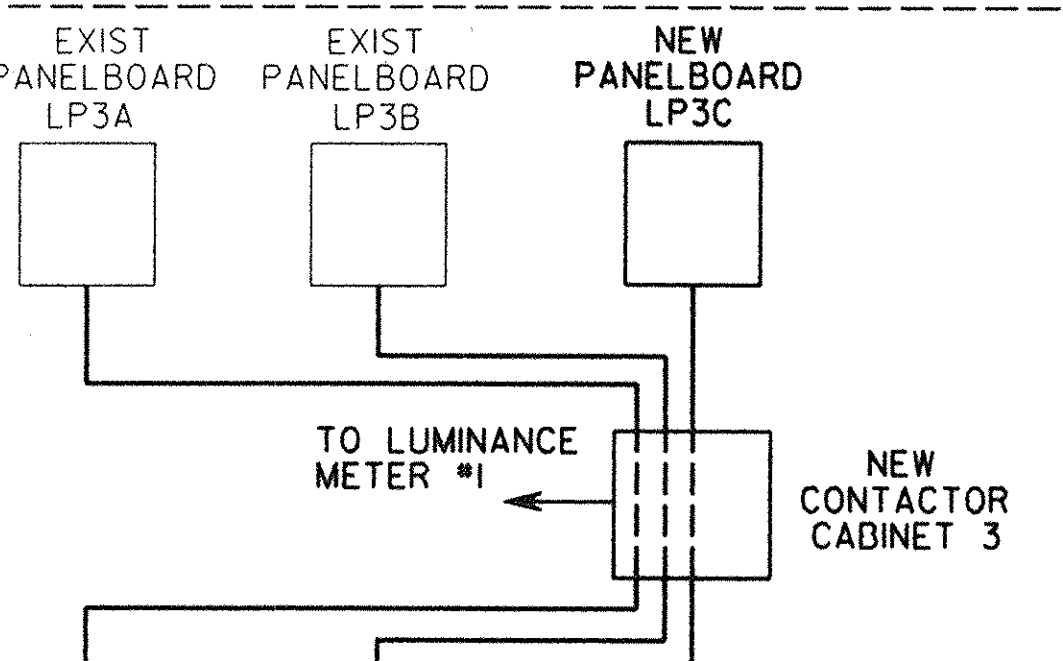 EXIST
PANELBOARD
LP3A
EXIST
PANELBOARD
LP3B
NEW
PANELBOARD
LP3C
TO LUMINANCE
METER #1
NEW
CONTACTOR
CABINET 3